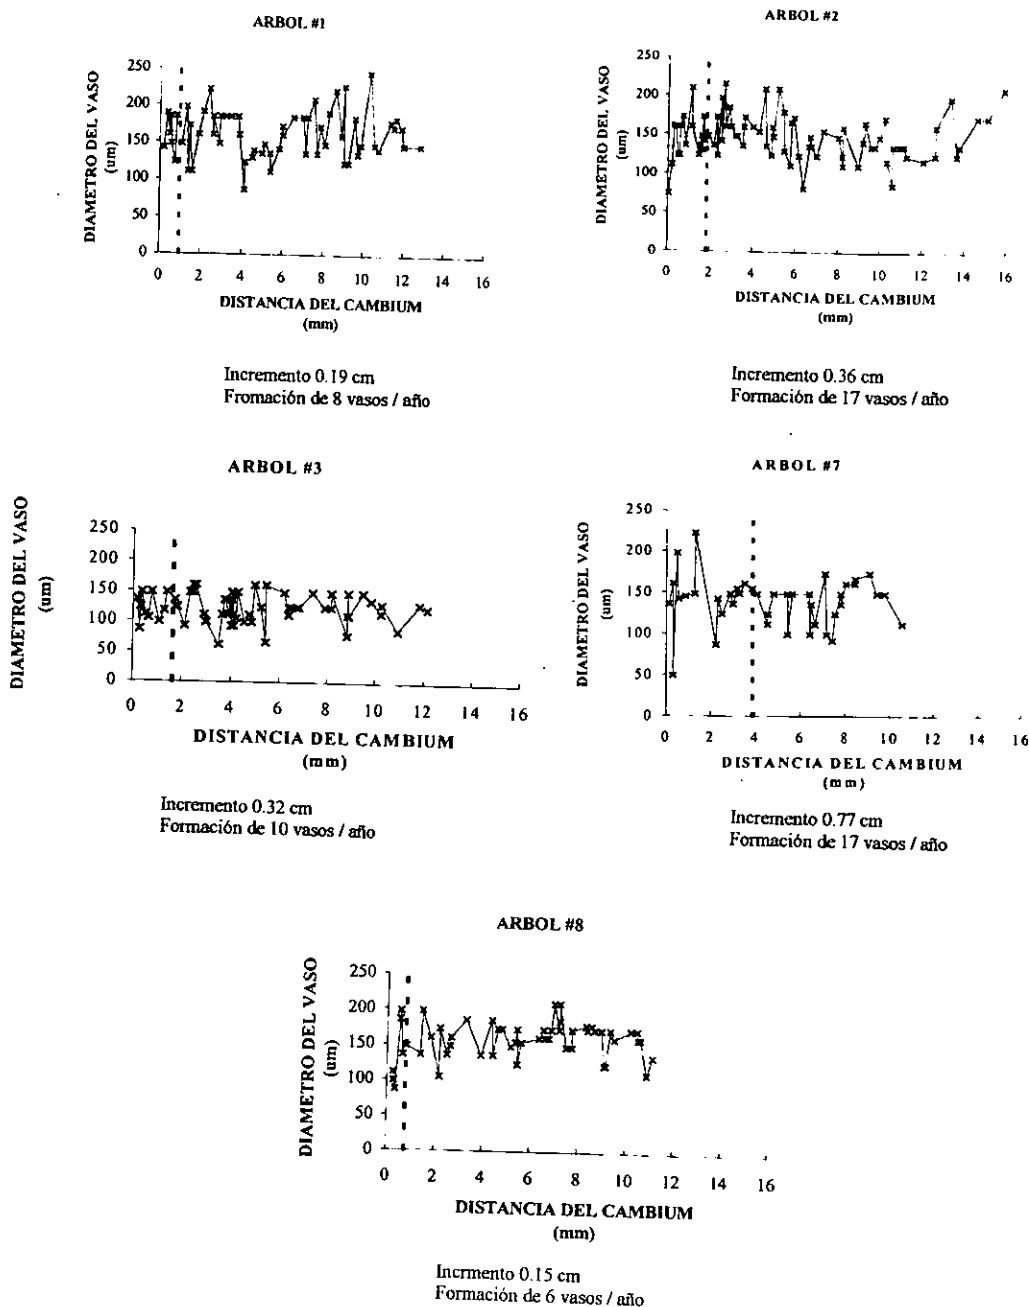 ARBOL #1
DIAMETRO DEL VASO
(um)
250
200
150
100
50
0
0 2 4 6 8 10 12 14 16
DISTANCIA DEL CAMBIUM
(mm)
Incremento 0.19 cm
Fromación de 8 vasos / año
ARBOL #2
DIAMETRO DEL VASO
(um)
250
200
150
100
50
0
0 2 4 6 8 10 12 14 16
DISTANCIA DEL CAMBIUM
(mm)
Incremento 0.36 cm
Formación de 17 vasos / año
ARBOL #3
DIAMETRO DEL VASO
(um)
250
200
150
100
50
0
0 2 4 6 8 10 12 14 16
DISTANCIA DEL CAMBIUM
(mm)
Incremento 0.32 cm
Formación de 10 vasos / año
ARBOL #7
DIAMETRO DEL VASO
(um)
250
200
150
100
50
0
0 2 4 6 8 10 12 14 16
DISTANCIA DEL CAMBIUM
(mm)
Incremento 0.77 cm
Formación de 17 vasos / año
ARBOL #8
DIAMETRO DEL VASO
(um)
250
200
150
100
50
0
0 2 4 6 8 10 12 14 16
DISTANCIA DEL CAMBIUM
(mm)
Incrmento 0.15 cm
Formación de 6 vasos / año